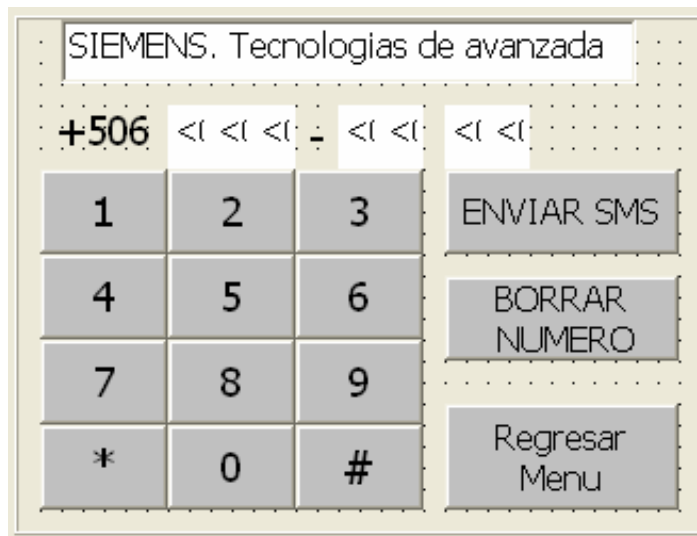 SIEMENS. Tecnologias de avanzada
+506 <( <( <( - <( <( <( <(
1 2 3 ENVIAR SMS
4 5 6 BORRAR
NUMERO
7 8 9
* 0 # Regresar
Menu